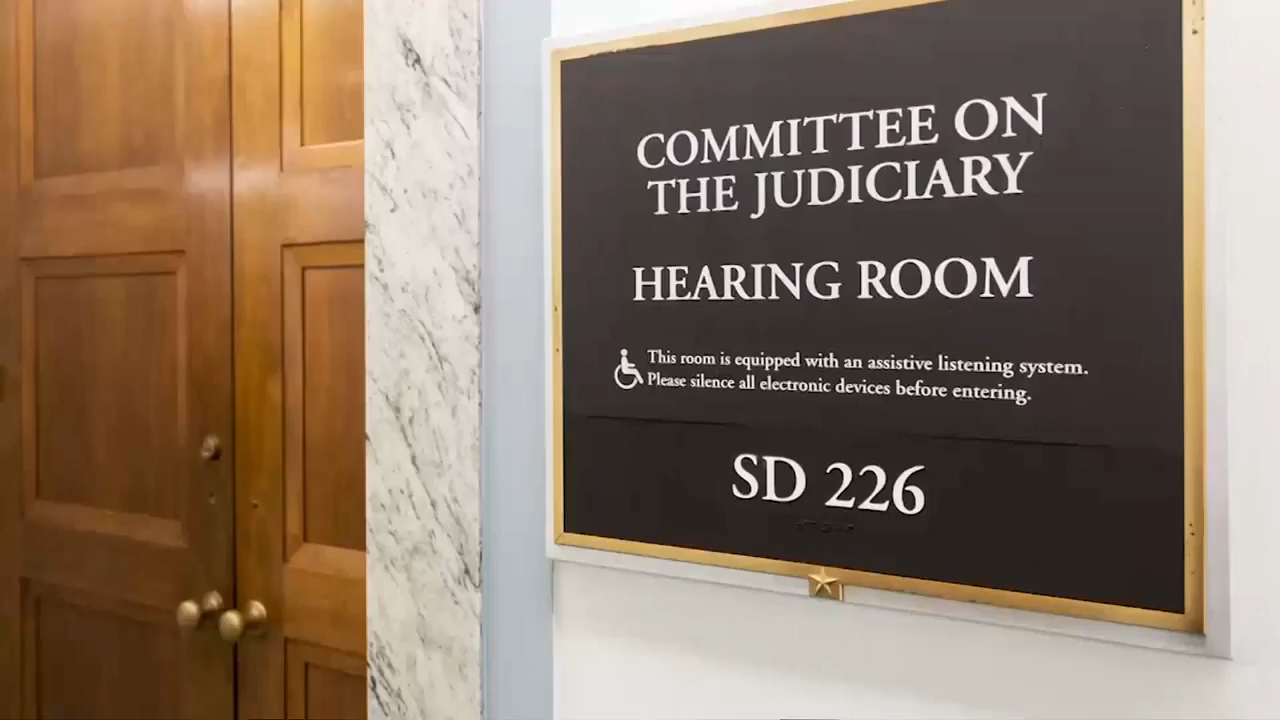 COMMITTEE ON
THE JUDICIARY
HEARING ROOM
This room is equipped with an assistive listening system.
Please silence all electronic devices before entering.
SD 226